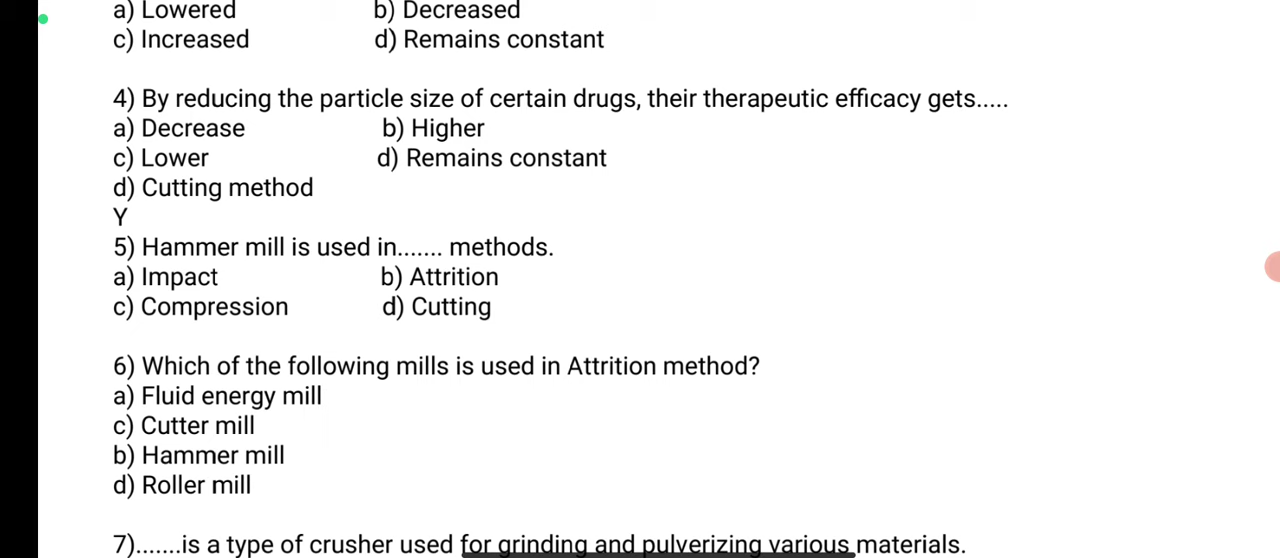 a) Lowered b) Decreased
c) Increased d) Remains constant
4) By reducing the particle size of certain drugs, their therapeutic efficacy gets.....
a) Decrease b) Higher
c) Lower d) Remains constant
d) Cutting method
Y
5) Hammer mill is used in....... methods.
a) Impact b) Attrition
c) Compression d) Cutting
6) Which of the following mills is used in Attrition method?
a) Fluid energy mill
c) Cutter mill
b) Hammer mill
d) Roller mill
7).......is a type of crusher used for grinding and pulverizing various materials.